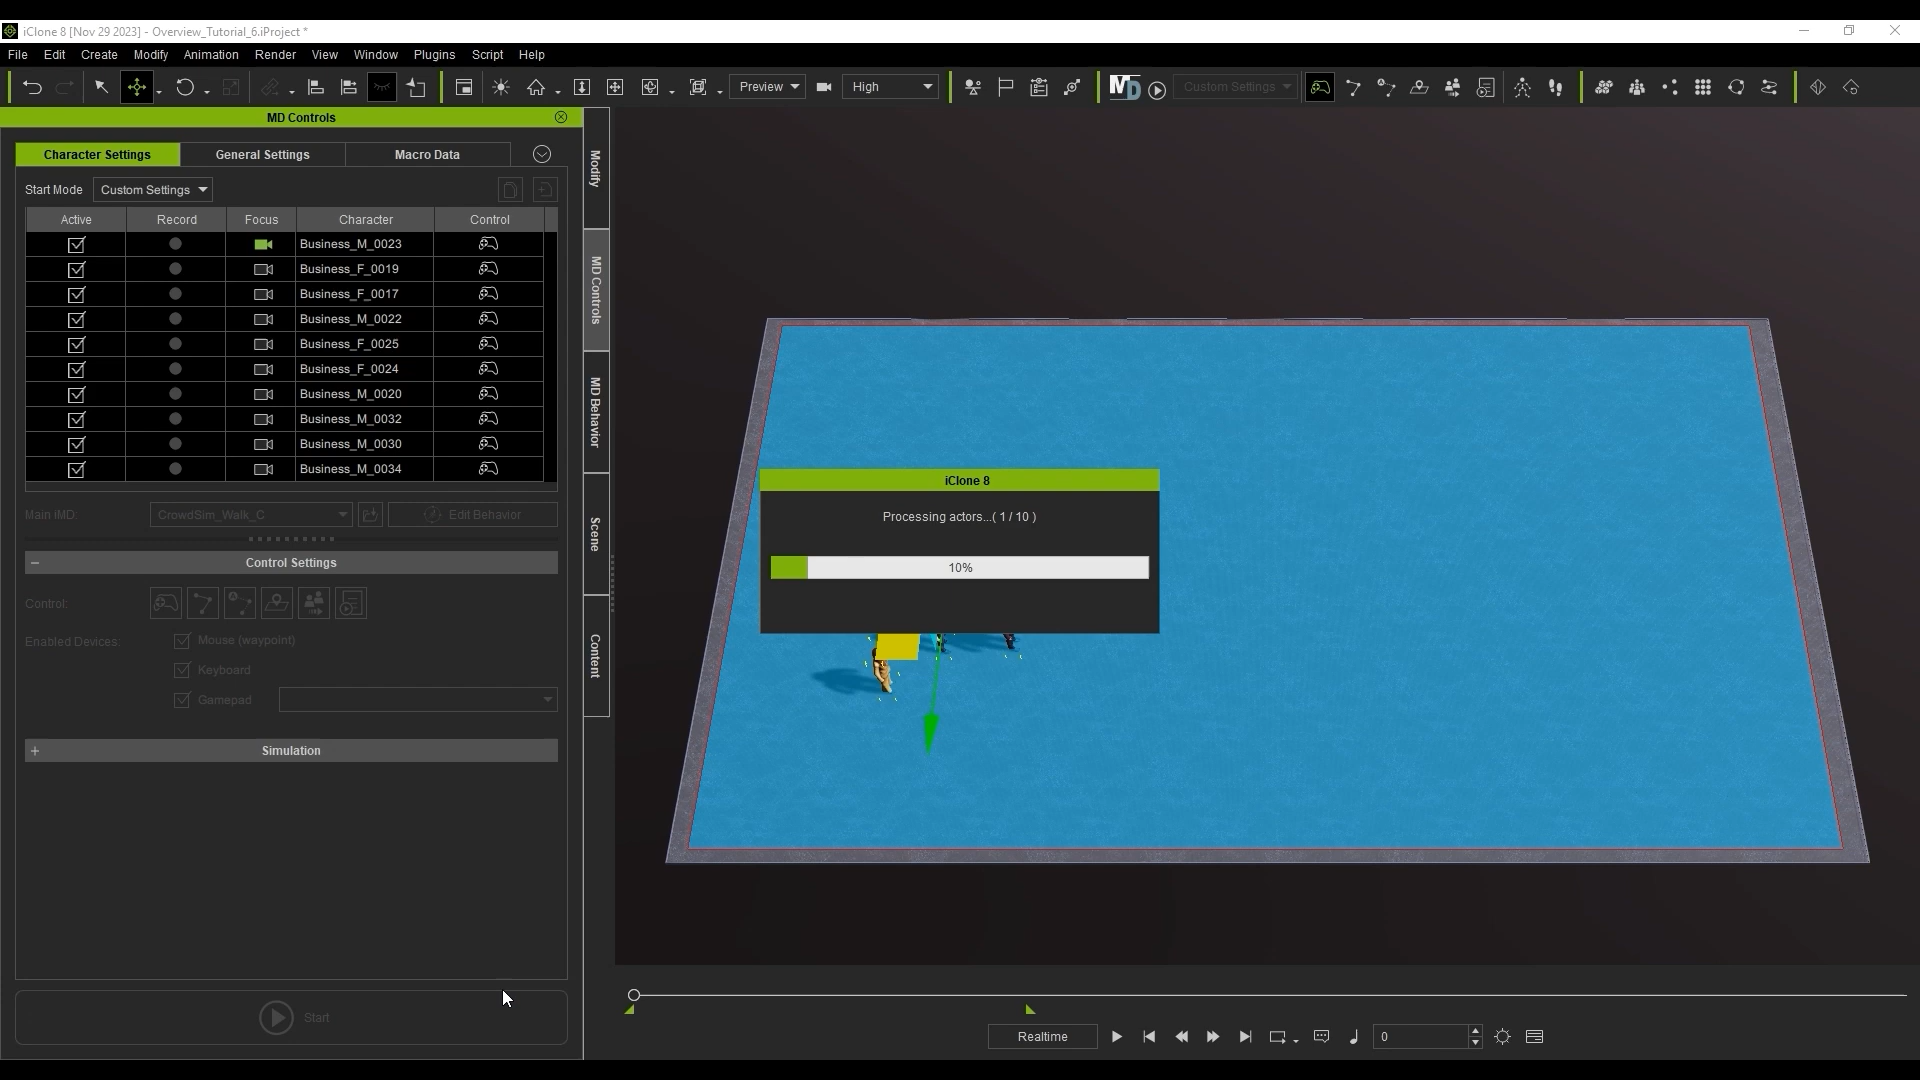 iClone 8 [Nov 29 2023] - Overview_Tutorial_6.iProject *
File Edit Create Modify Animation Render View Window Plugins Script Help
Preview High MD Custom Settings
MD Controls
Character Settings General Settings Macro Data
Start Mode Custom Settings
Active Record Focus Character Control
Business_M_0023
Business_F_0019
Business_F_0017
Business_M_0022
Business_F_0025
Business_F_0024
Business_M_0020
Business_M_0032
Business_M_0030
Business_M_0034
Main iMD: CrowdSim_Walk_C Edit Behavior
Control Settings
Control:
Enabled Devices: Mouse (waypoint)
Keyboard
Gamepad
Simulation
Start
Modify
MD Controls
MD Behavior
Scene
Content
iClone 8
Processing actors...( 1 / 10 )
10%
Realtime 0